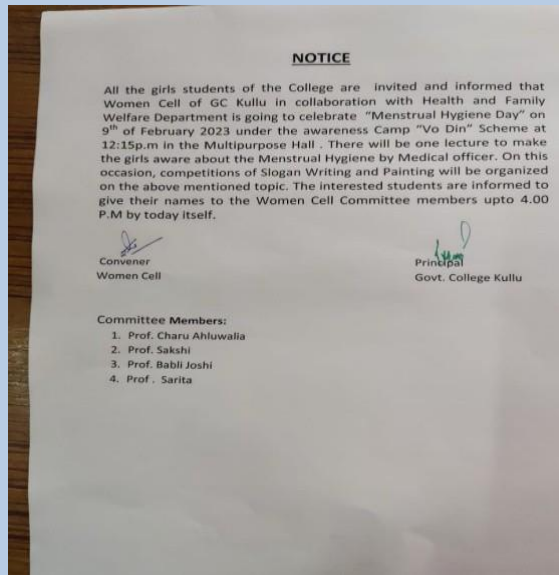 NOTICE
All the girls students of the College are invited and informed that
Women Cell of GC Kullu in collaboration with Health and Family
Welfare Department is going to celebrate "Menstrual Hygiene Day" on
9th of February 2023 under the awareness Camp "Vo Din" Scheme at
12:15p.m in the Multipurpose Hall . There will be one lecture to make
the girls aware about the Menstrual Hygiene by Medical officer. On this
occasion, competitions of Slogan Writing and Painting will be organized
on the above mentioned topic. The interested students are informed to
give their names to the Women Cell Committee members upto 4.00
P.M by today itself.
Convener
Women Cell
Principal
Govt. College Kullu
Committee Members:
1. Prof. Charu Ahluwalia
2. Prof. Sakshi
3. Prof. Babli Joshi
4. Prof . Sarita